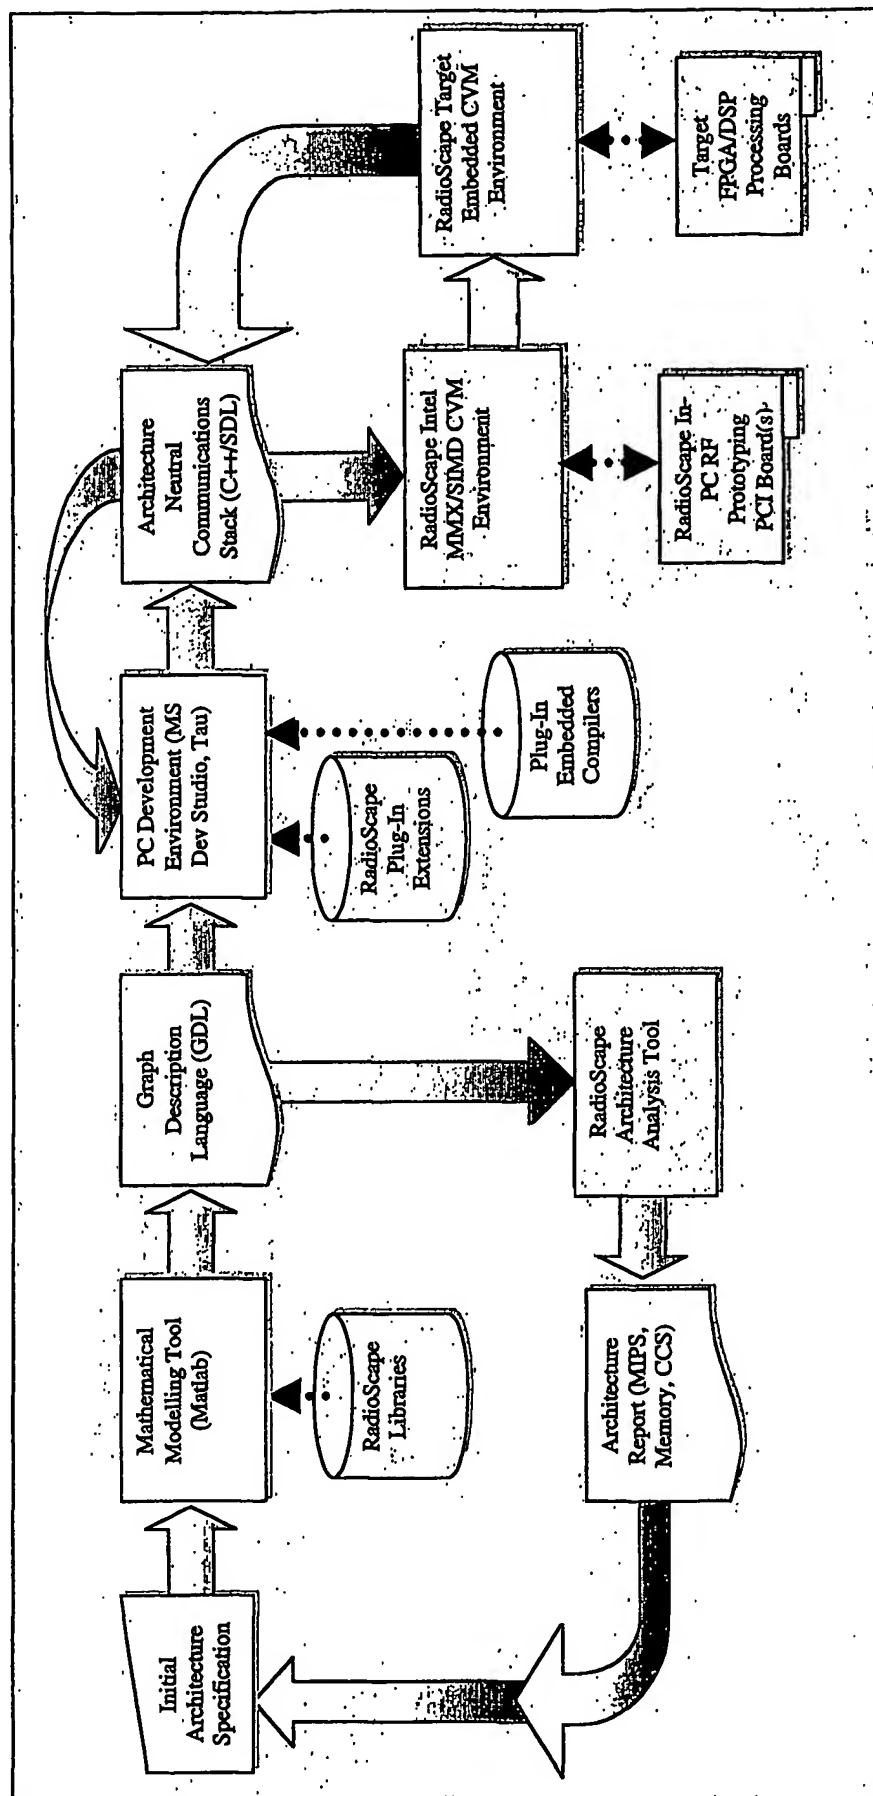 Initial
Architecture
Specification
Mathematical
Modelling Tool
(Matlab)
RadioScape
Libraries
Graph
Description
Language (GDL)
PC Development
Environment (MS
Dev Studio, Tau)
RadioScape
Plug-In
Extensions
Plug-In
Embedded
Compilers
Architecture
Neutral
Communications
Stack (C++/SDL)
RadioScape Intel
MMX/SIMD CVM
Environment
RadioScape Target
Embedded CVM
Environment
RadioScape In-
PC RF
Prototyping
PCI Board(s)
Target
FPGA/DSP
Processing
Boards
RadioScape
Architecture
Analysis Tool
Architecture
Report (MIPS,
Memory, CCS)